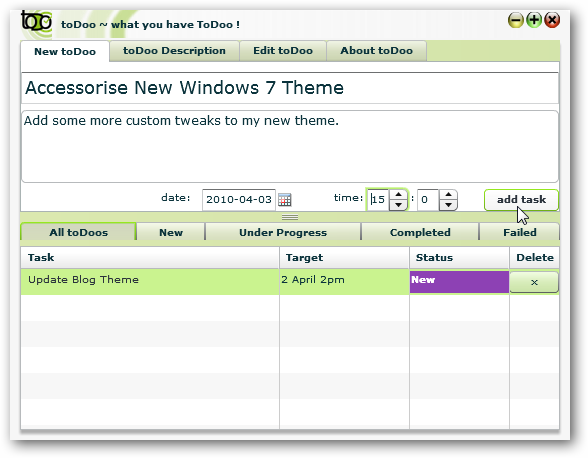 toDo toDoo ~ what you have ToDoo !
New toDoo toDoo Description Edit toDoo About toDoo
Accessorise New Windows 7 Theme
Add some more custom tweaks to my new theme.
date: 2010-04-03 time: 15 : 0 add task
All toDoos New Under Progress Completed Failed
Task Target Status Delete
Update Blog Theme 2 April 2pm New x